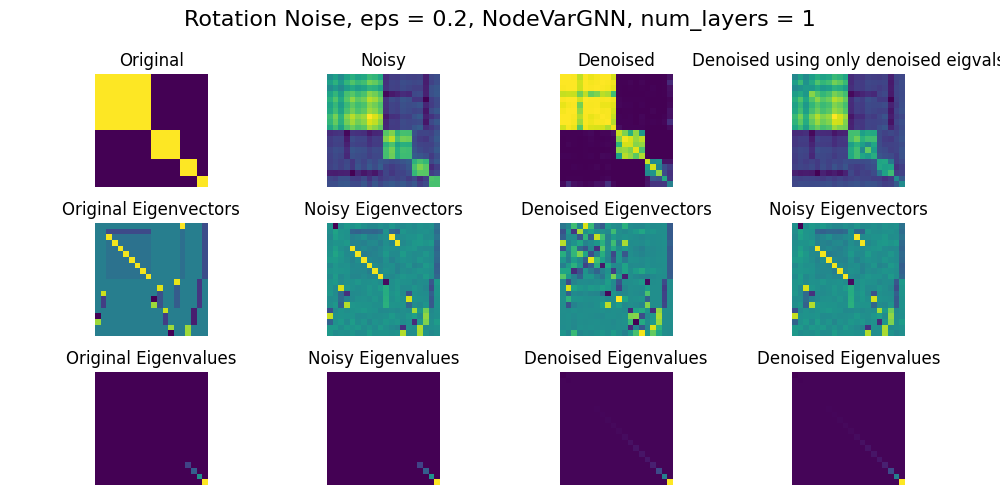 Rotation Noise, eps = 0.2, NodeVarGNN, num_layers = 1
Original
Noisy
Denoised
Denoised using only denoised eigvals
Original Eigenvectors
Noisy Eigenvectors
Denoised Eigenvectors
Noisy Eigenvectors
Original Eigenvalues
Noisy Eigenvalues
Denoised Eigenvalues
Denoised Eigenvalues